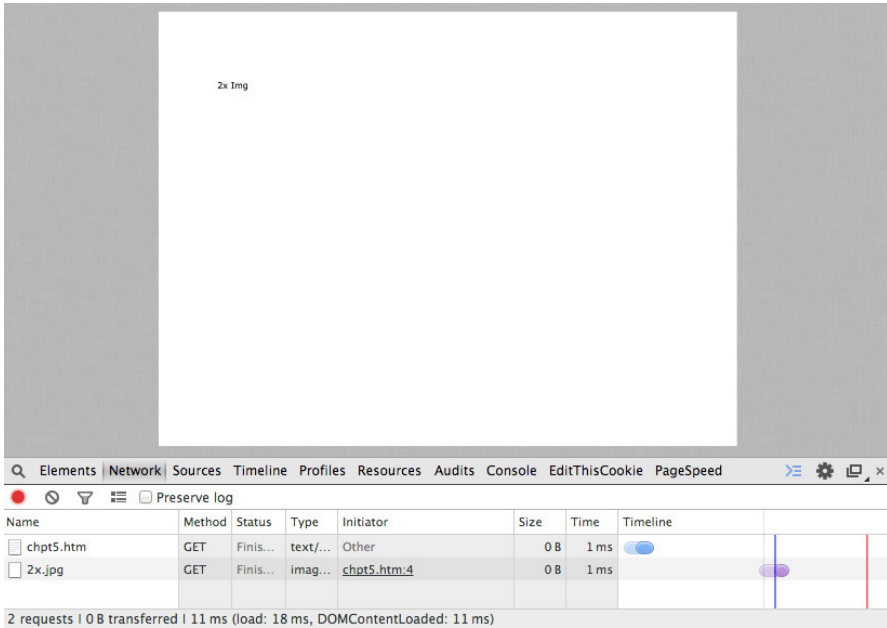 2x Img
Elements Network Sources Timeline Profiles Resources Audits Console EditThisCookie PageSpeed
Preserve log
Name Method Status Type Initiator Size Time Timeline
chpt5.htm GET Finis... text/... Other 0 B 1 ms
2x.jpg GET Finis... imag... chpt5.htm:4 0 B 1 ms
2 requests | 0 B transferred | 11 ms (load: 18 ms, DOMContentLoaded: 11 ms)